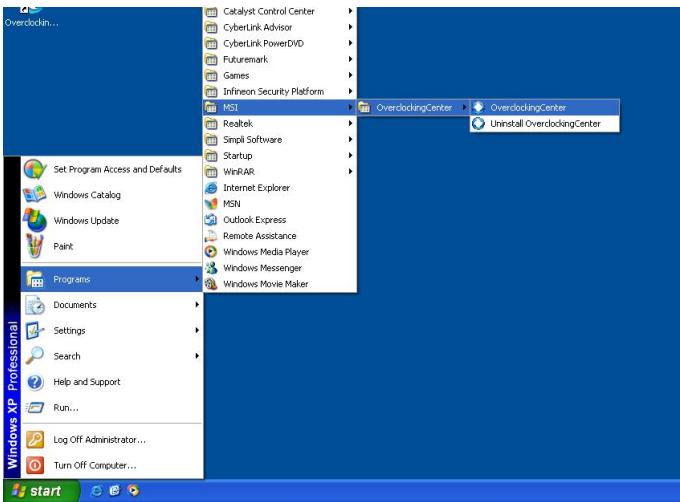 Overclockin...
Catalyst Control Center
CyberLink Advisor
CyberLink PowerDVD
Futuremark
Games
Infineon Security Platform
MSI
OverclockingCenter
OverclockingCenter
Uninstall OverclockingCenter
Realtek
Simpli Software
Startup
WinRAR
Internet Explorer
MSN
Outlook Express
Remote Assistance
Windows Media Player
Windows Messenger
Windows Movie Maker
Set Program Access and Defaults
Windows Catalog
Windows Update
Paint
Programs
Documents
Settings
Search
Help and Support
Run...
Log Off Administrator...
Turn Off Computer...
Windows XP Professional
start